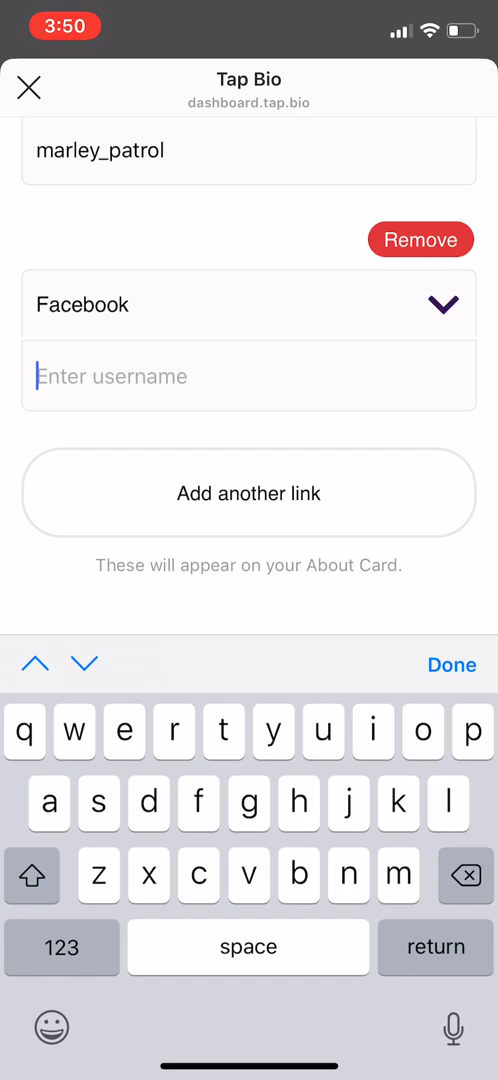 3:50
Tap Bio
dashboard.tap.bio
marley_patrol
Remove
Facebook
Enter username
Add another link
These will appear on your About Card.
Done
q w e r t y u i o p
a s d f g h j k l
z x c v b n m
123 space return